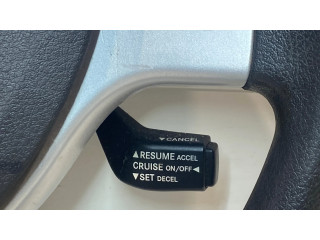 ▼CANCEL
▲RESUME ACCEL
CRUISE ON/OFF◀
▼SET DECEL